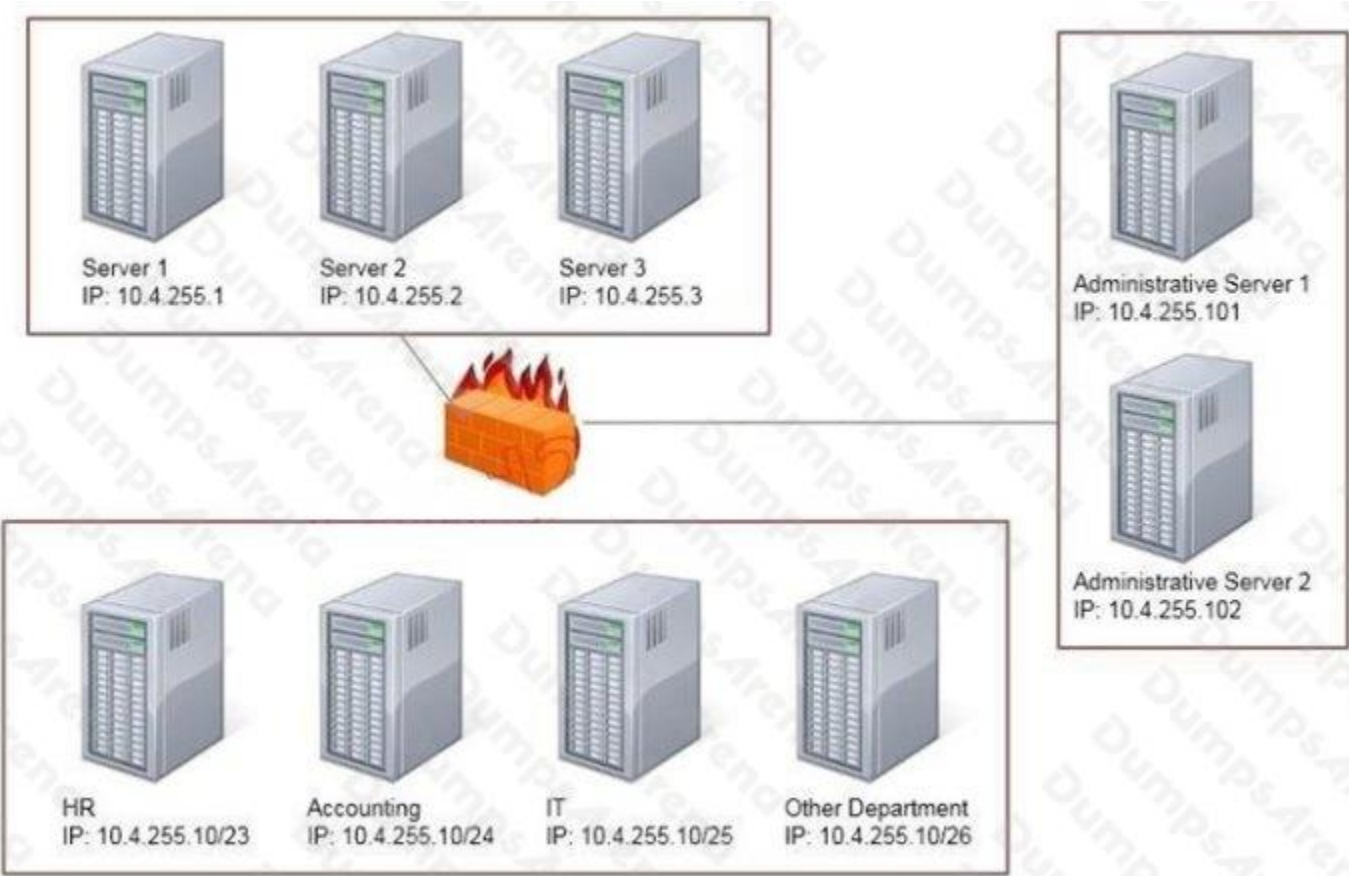 Server 1
IP: 10.4.255.1
Server 2
IP: 10.4.255.2
Server 3
IP: 10.4.255.3
Administrative Server 1
IP: 10.4.255.101
Administrative Server 2
IP: 10.4.255.102
HR
IP: 10.4.255.10/23
Accounting
IP: 10.4.255.10/24
IT
IP: 10.4.255.10/25
Other Department
IP: 10.4.255.10/26
DumpsArena